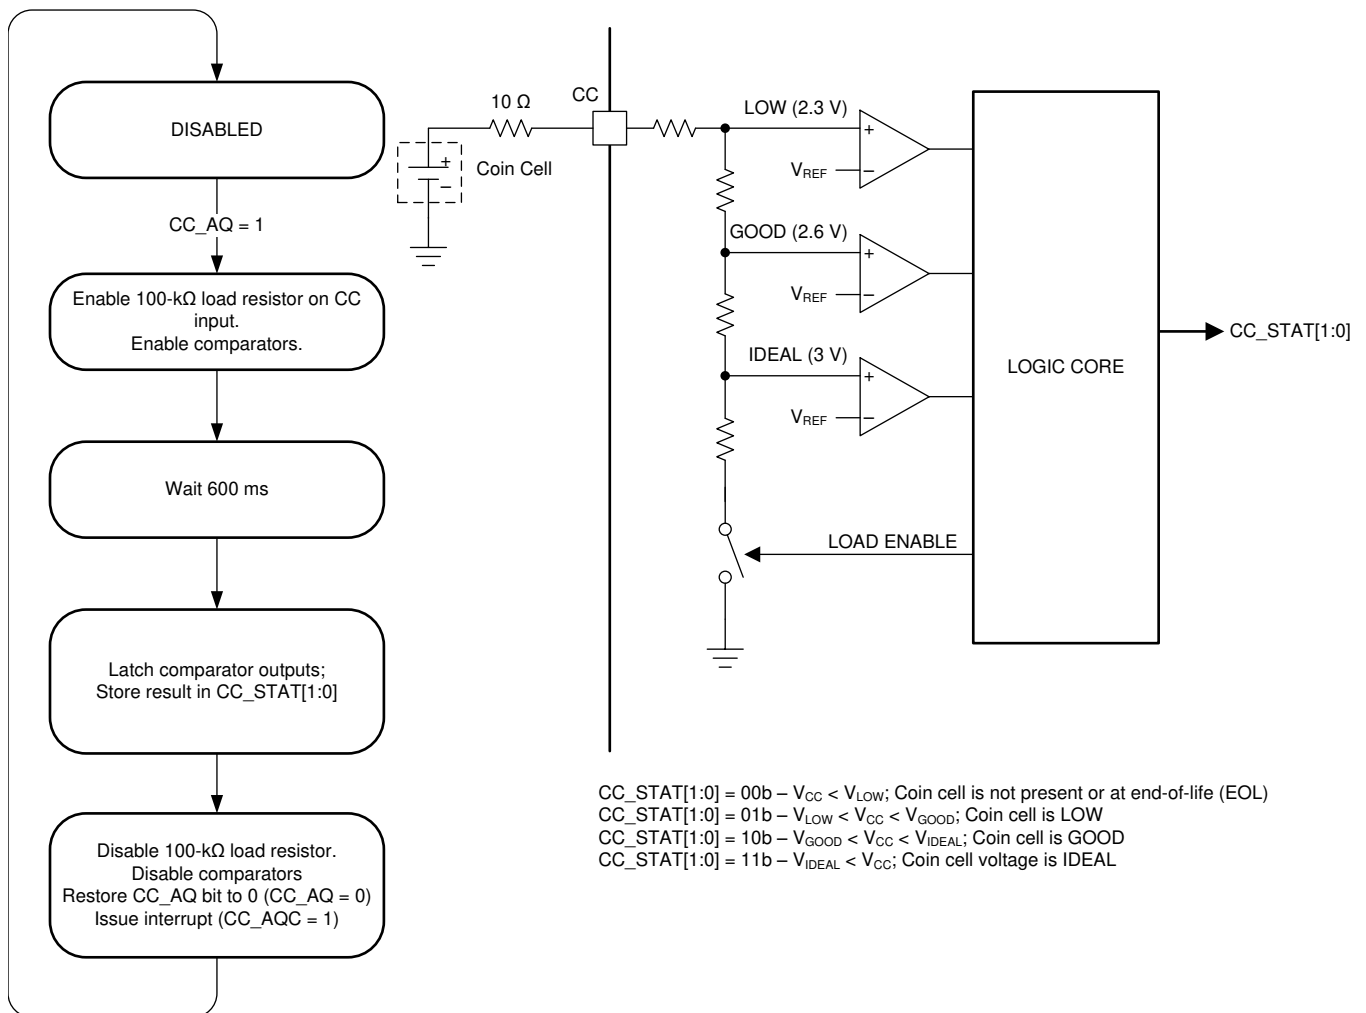 DISABLED
CC_AQ = 1
Enable 100-kΩ load resistor on CC
input.
Enable comparators.
Wait 600 ms
Latch comparator outputs;
Store result in CC_STAT[1:0]
Disable 100-kΩ load resistor.
Disable comparators
Restore CC_AQ bit to 0 (CC_AQ = 0)
Issue interrupt (CC_AQC = 1)
10 Ω
CC
+
−
Coin Cell
LOW (2.3 V)
+
VREF
−
GOOD (2.6 V)
+
VREF
−
IDEAL (3 V)
+
VREF
−
LOAD ENABLE
LOGIC CORE
CC_STAT[1:0]
CC_STAT[1:0] = 00b – VCC < VLOW; Coin cell is not present or at end-of-life (EOL)
CC_STAT[1:0] = 01b – VLOW < VCC < VGOOD; Coin cell is LOW
CC_STAT[1:0] = 10b – VGOOD < VCC < VIDEAL; Coin cell is GOOD
CC_STAT[1:0] = 11b – VIDEAL < VCC; Coin cell voltage is IDEAL